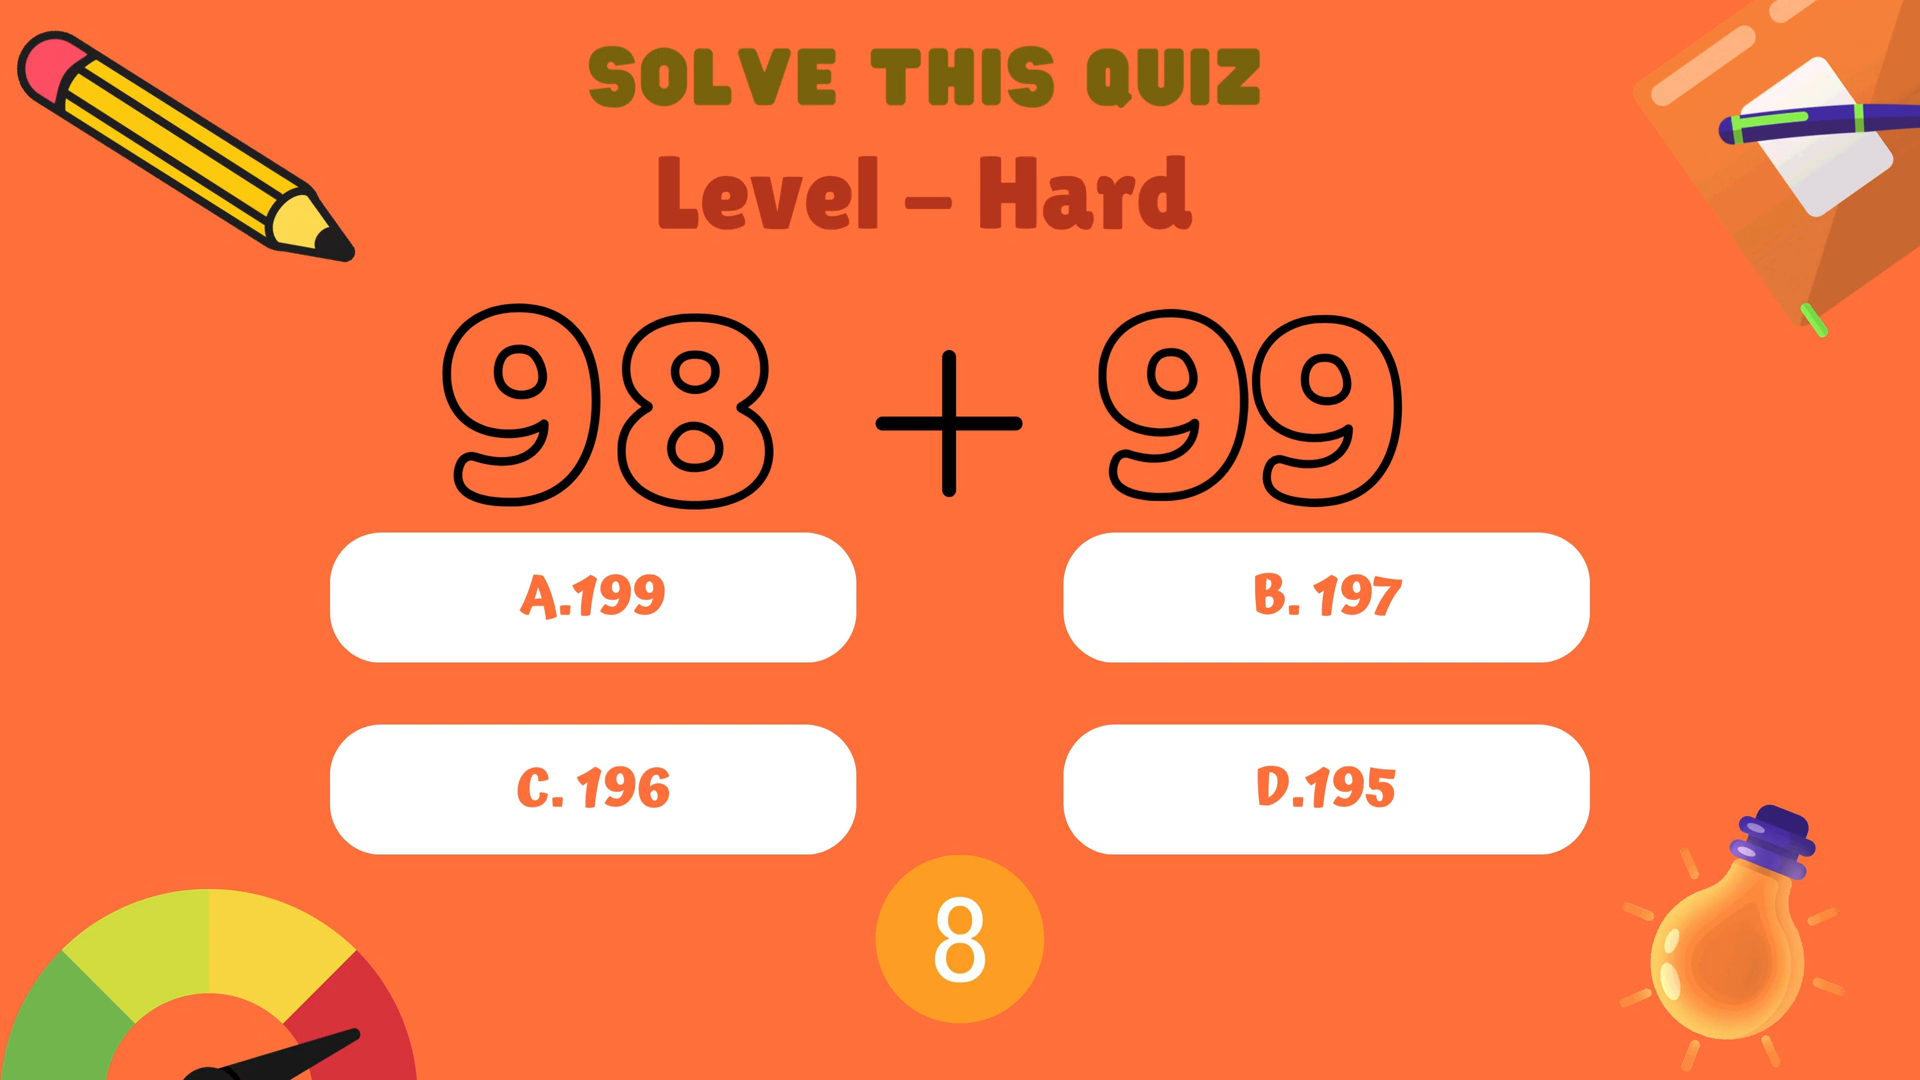 SOLVE THIS QUIZ
Level - Hard
98 + 99
A.199
B. 197
C. 196
D.195
8